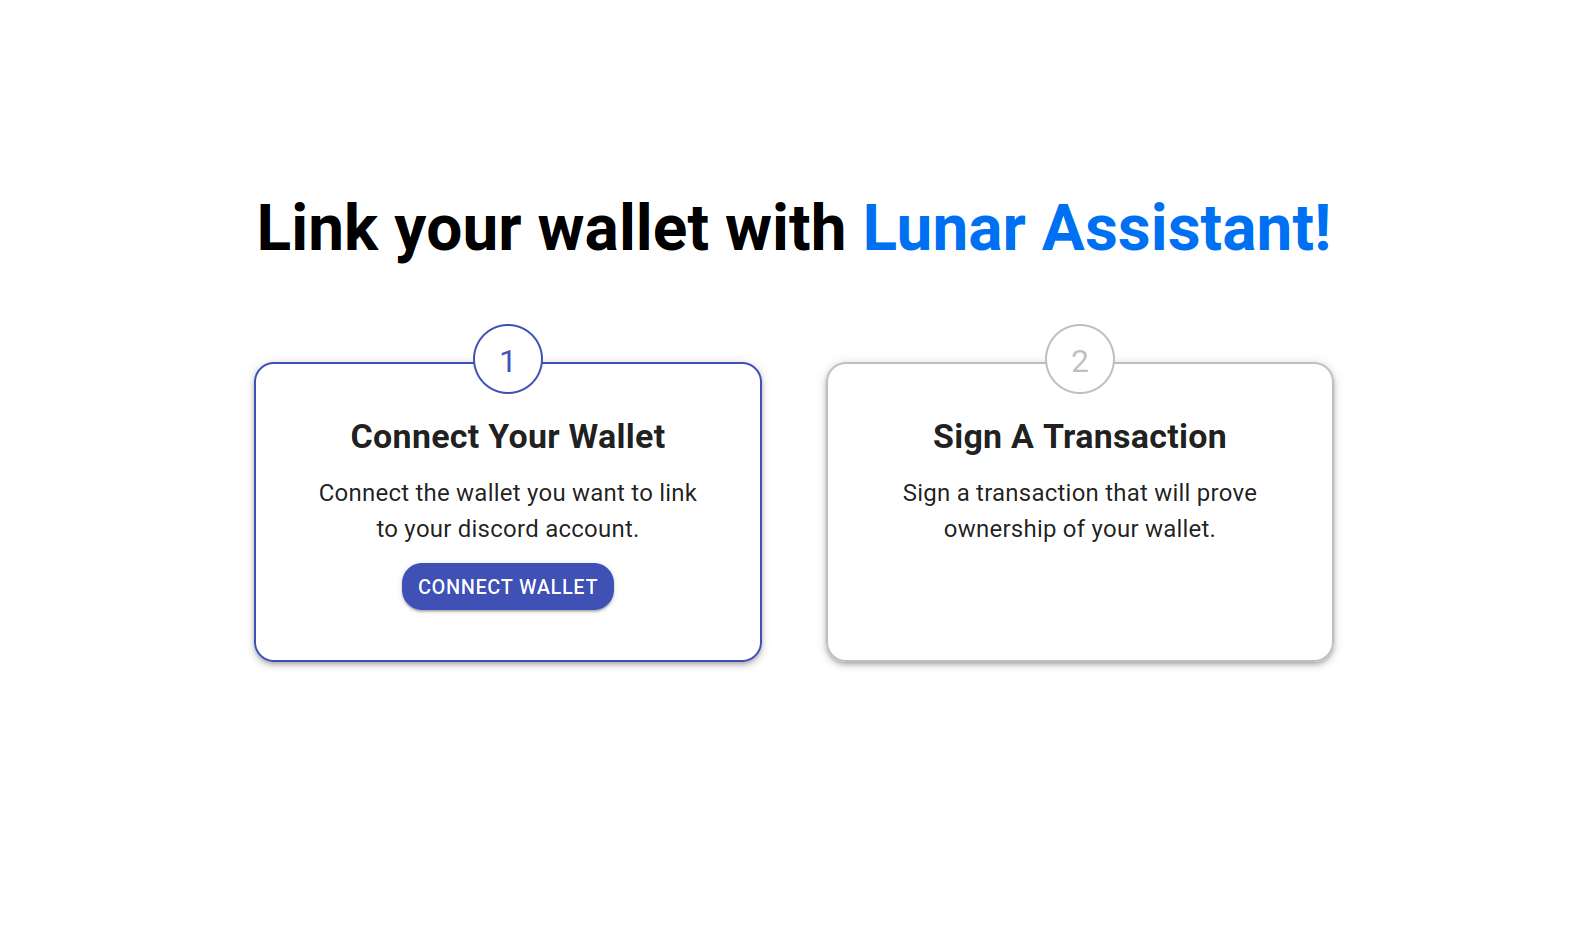 Link your wallet with Lunar Assistant!
1
Connect Your Wallet
Connect the wallet you want to link
to your discord account.
CONNECT WALLET
2
Sign A Transaction
Sign a transaction that will prove
ownership of your wallet.